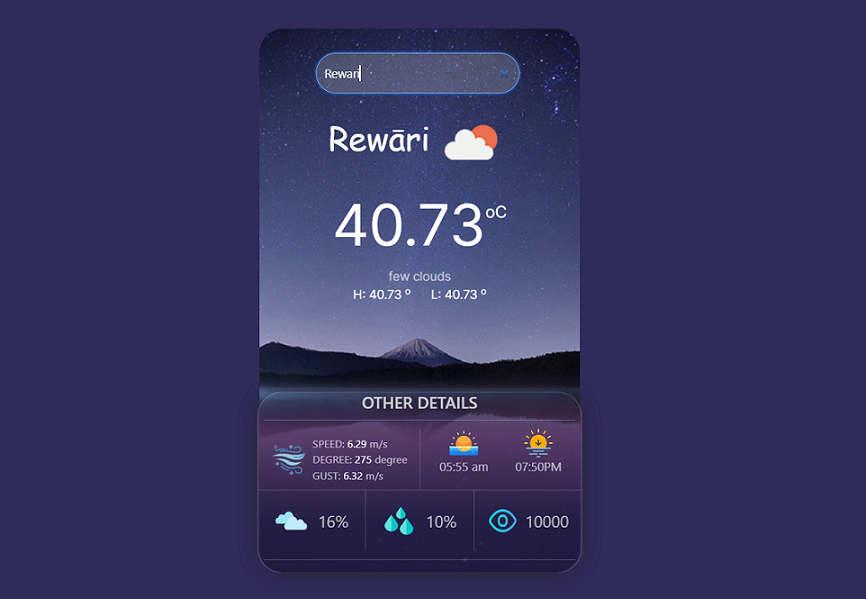 Rewari
Rewāri
40.73 oC
few clouds
H: 40.73 o L: 40.73 o
OTHER DETAILS
SPEED: 6.29 m/s
DEGREE: 275 degree
GUST: 6.32 m/s
05:55 am 07:50PM
16% 10% 10000